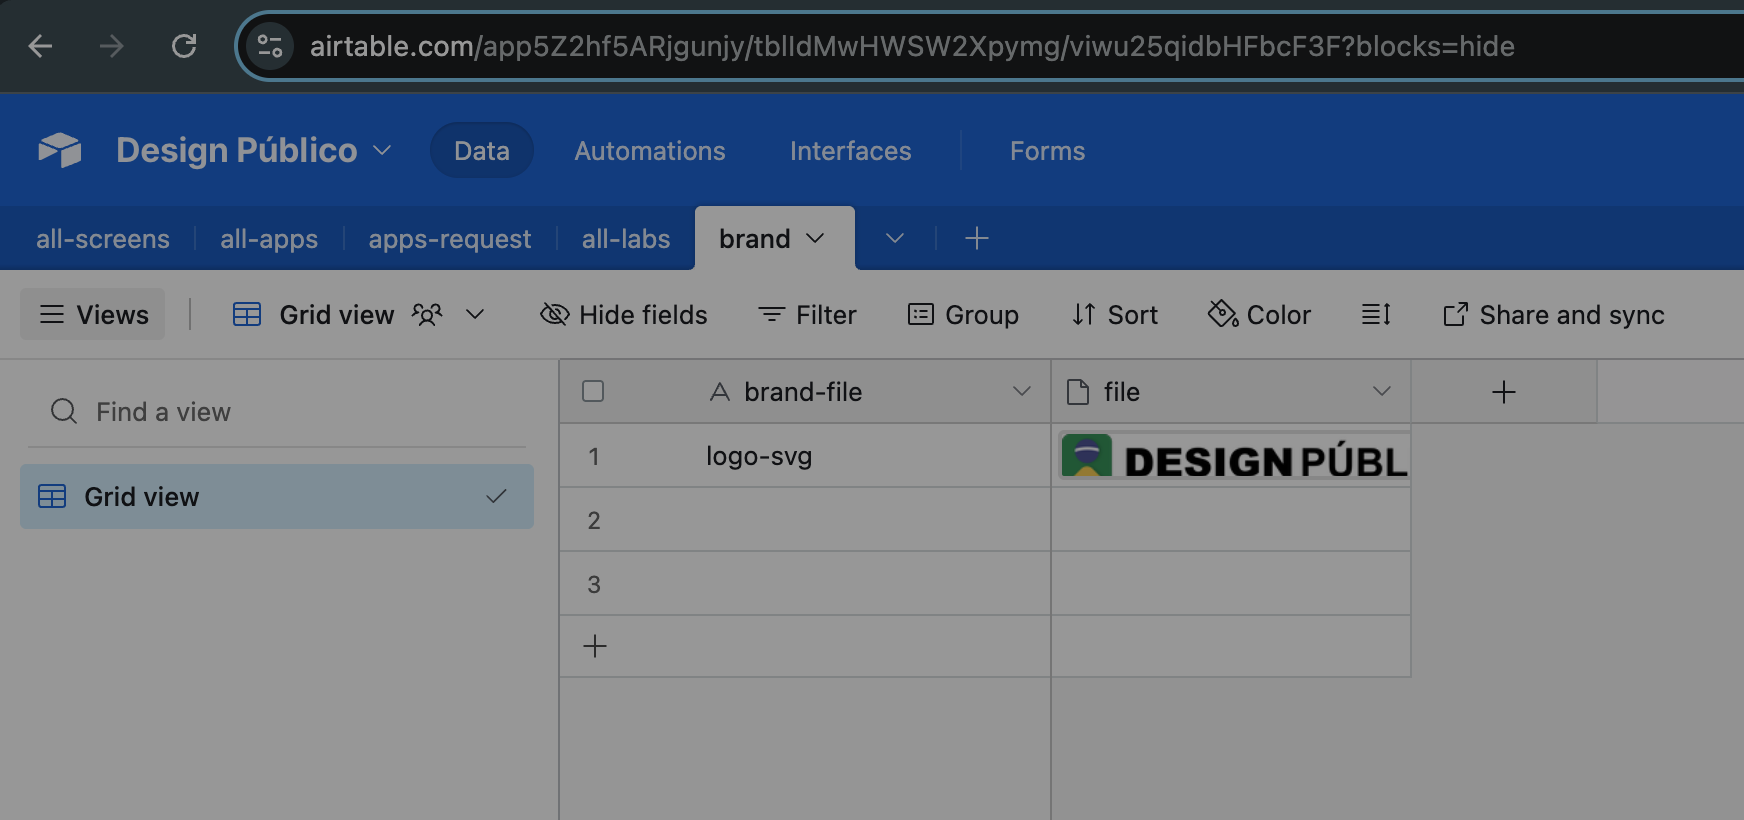 airtable.com/app5Z2hf5ARjgunjy/tblIdMwHWSW2Xpymg/viwu25qidbHFbcF3F?blocks=hide
Design Público Data Automations Interfaces Forms
all-screens all-apps apps-request all-labs brand
Views Grid view Hide fields Filter Group Sort Color Share and sync
Find a view
Grid view
brand-file file
1 logo-svg DESIGN PÚBL
2
3